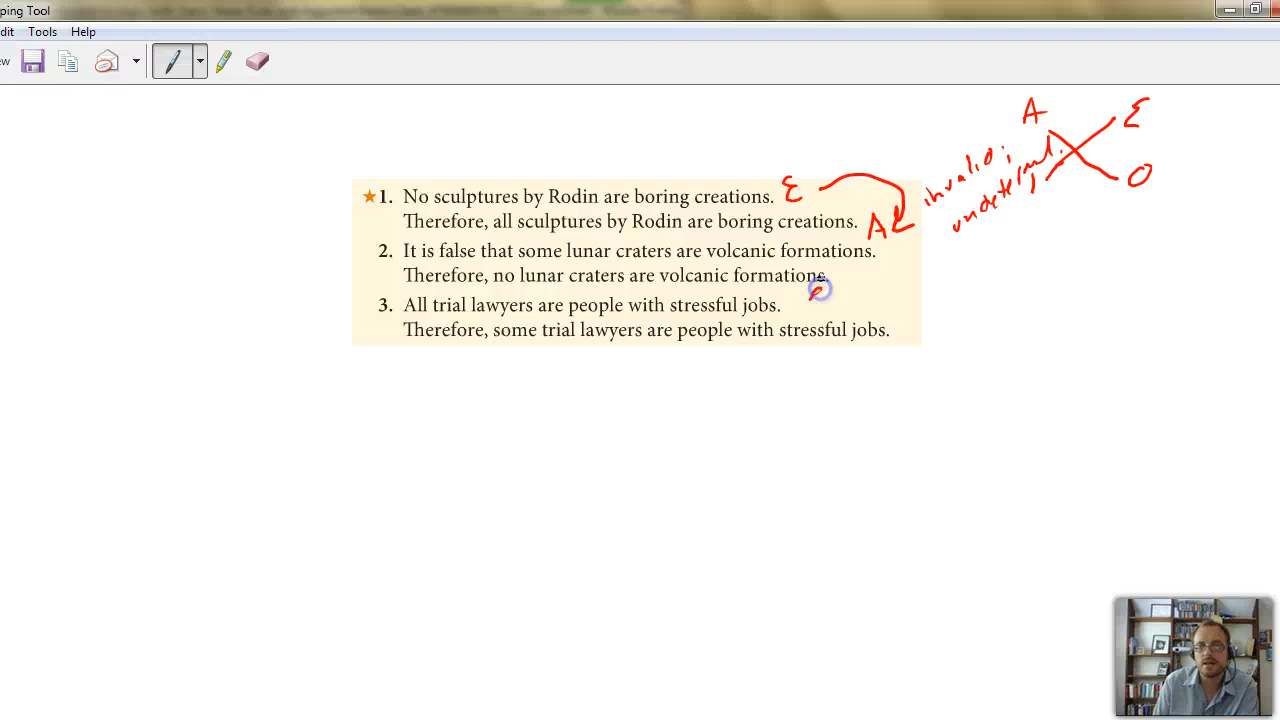 ping Tool
dit Tools Help
ew
A E
invalid; undetermd.
I O
★1. No sculptures by Rodin are boring creations. E
Therefore, all sculptures by Rodin are boring creations. A
2. It is false that some lunar craters are volcanic formations.
Therefore, no lunar craters are volcanic formations.
3. All trial lawyers are people with stressful jobs.
Therefore, some trial lawyers are people with stressful jobs.